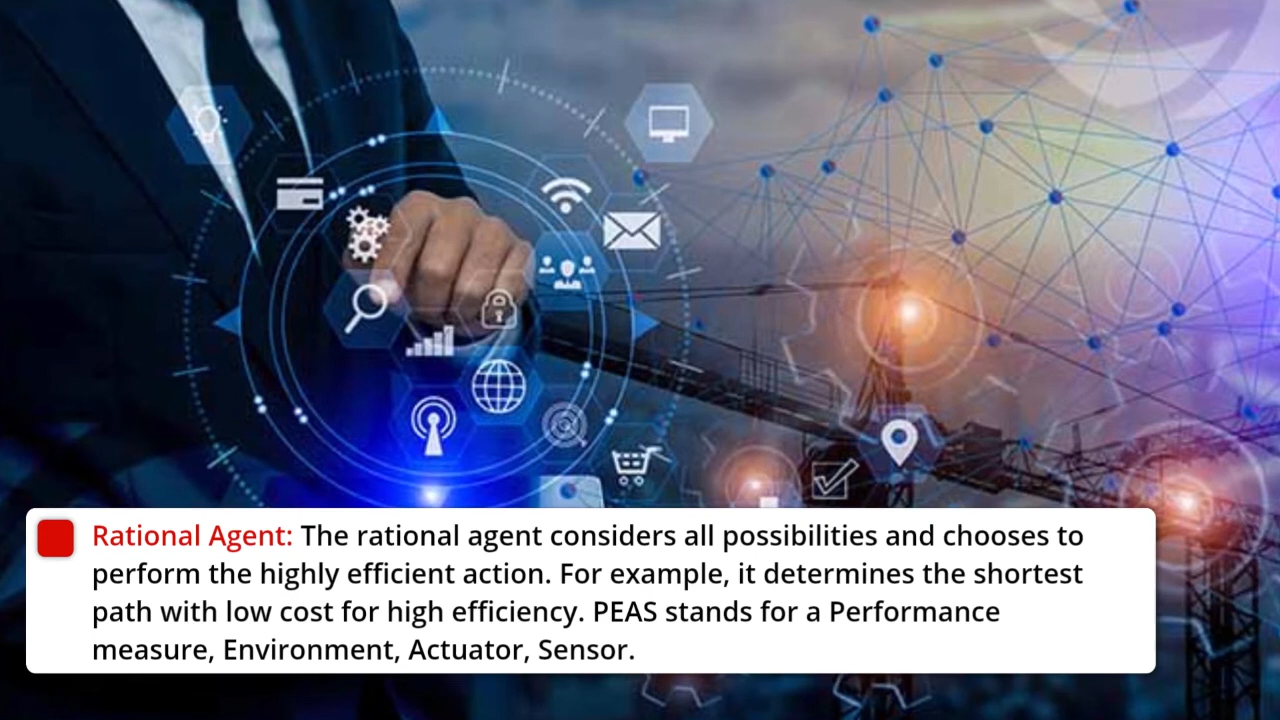 Rational Agent: The rational agent considers all possibilities and chooses to
perform the highly efficient action. For example, it determines the shortest
path with low cost for high efficiency. PEAS stands for a Performance
measure, Environment, Actuator, Sensor.